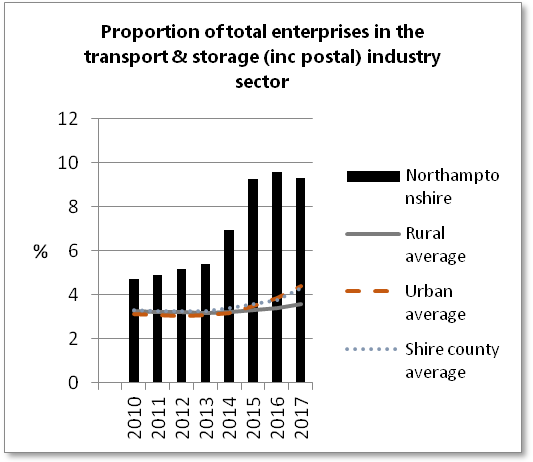 Proportion of total enterprises in the
transport & storage (inc postal) industry
sector
12
10
8
6
4
2
0
%
2010
2011
2012
2013
2014
2015
2016
2017
Northampto
nshire
Rural
average
Urban
average
Shire county
average